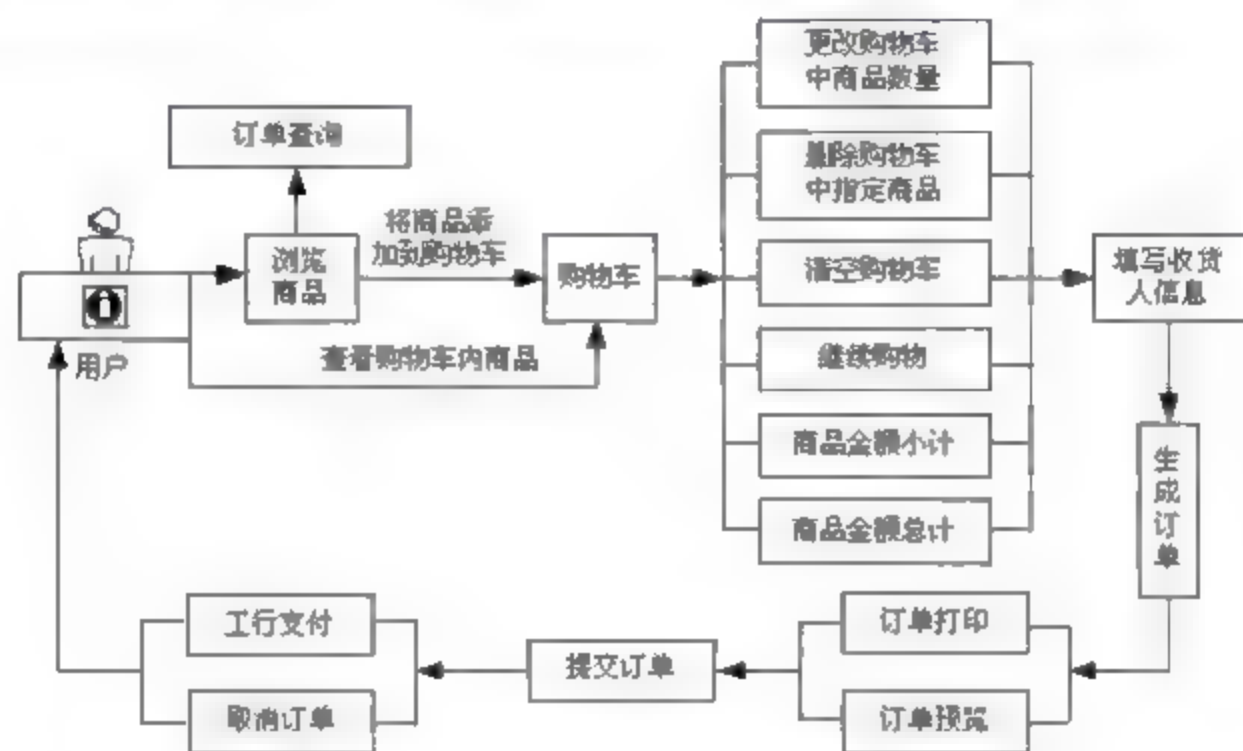 更改购物车
中商品数量
订单查询
删除购物车
中指定商品
将商品添
加到购物车
浏览
商品
购物车
清空购物车
填写收货
人信息
查看购物车内商品
用户
继续购物
商品金额小计
生
成
订
单
商品金额总计
工行支付
订单打印
提交订单
取消订单
订单预览